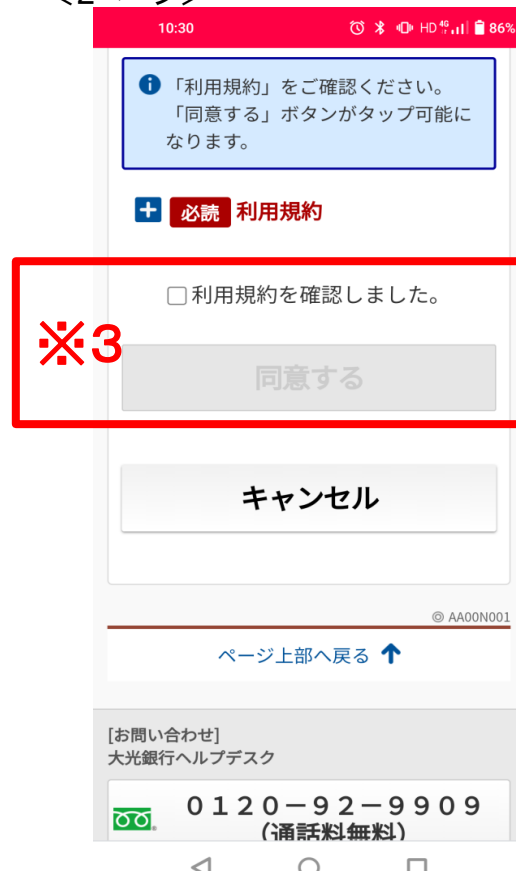 <2ページ>
10:30 HD 4G 86%
「利用規約」をご確認ください。
「同意する」ボタンがタップ可能に
なります。
必読 利用規約
□利用規約を確認しました。
※3
同意する
キャンセル
◎ AA00N001
ページ上部へ戻る ↑
[お問い合わせ]
大光銀行ヘルプデスク
0120－92－9909
(通話料無料)